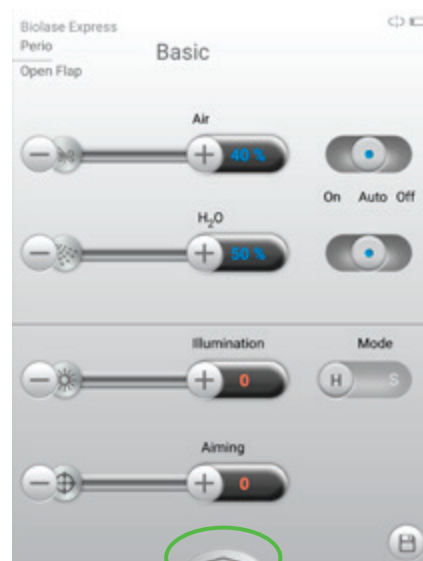 Biolase Express
Perio
Open Flap
Basic
Air
40 %
On Auto Off
H₂O
50 %
Illumination
0
Mode
H S
Aiming
0